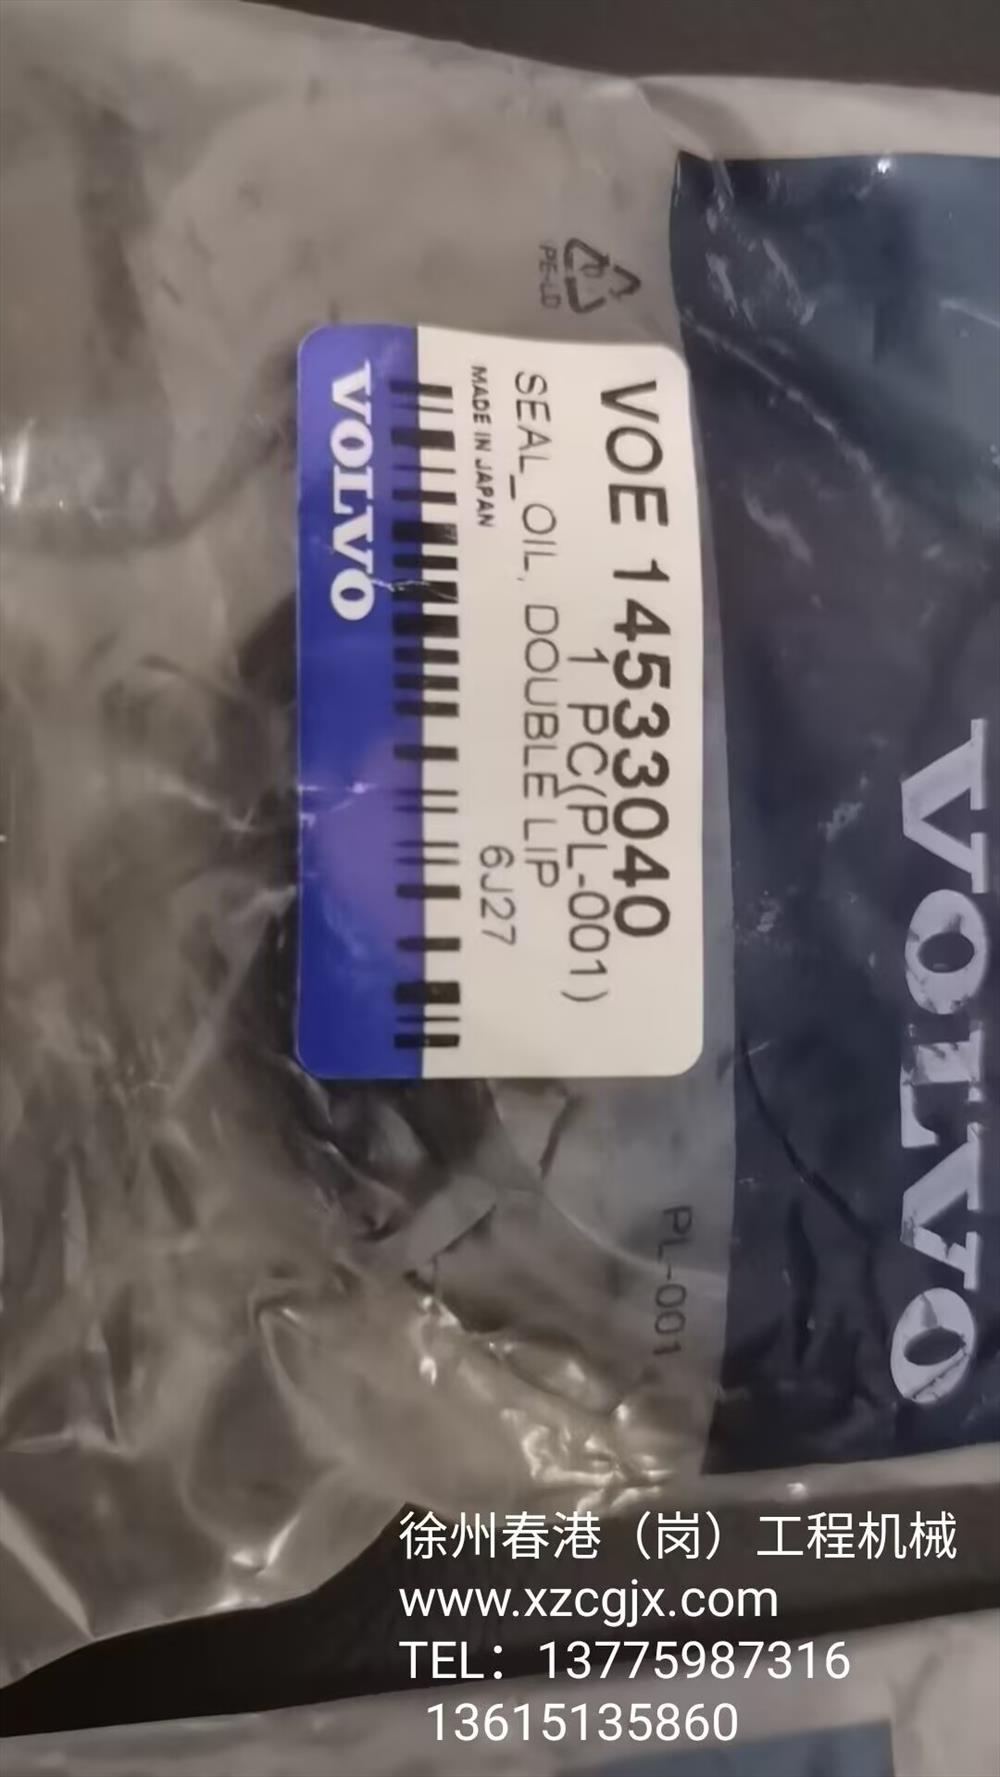 VOE 14533040
1 PC(PL-001)
SEAL_OIL, DOUBLE LIP
6J27
MADE IN JAPAN
VOLVO
PE-LD
PL-001
VOLVO
徐州春港（岗）工程机械
www.xzcgjx.com
TEL：13775987316
13615135860